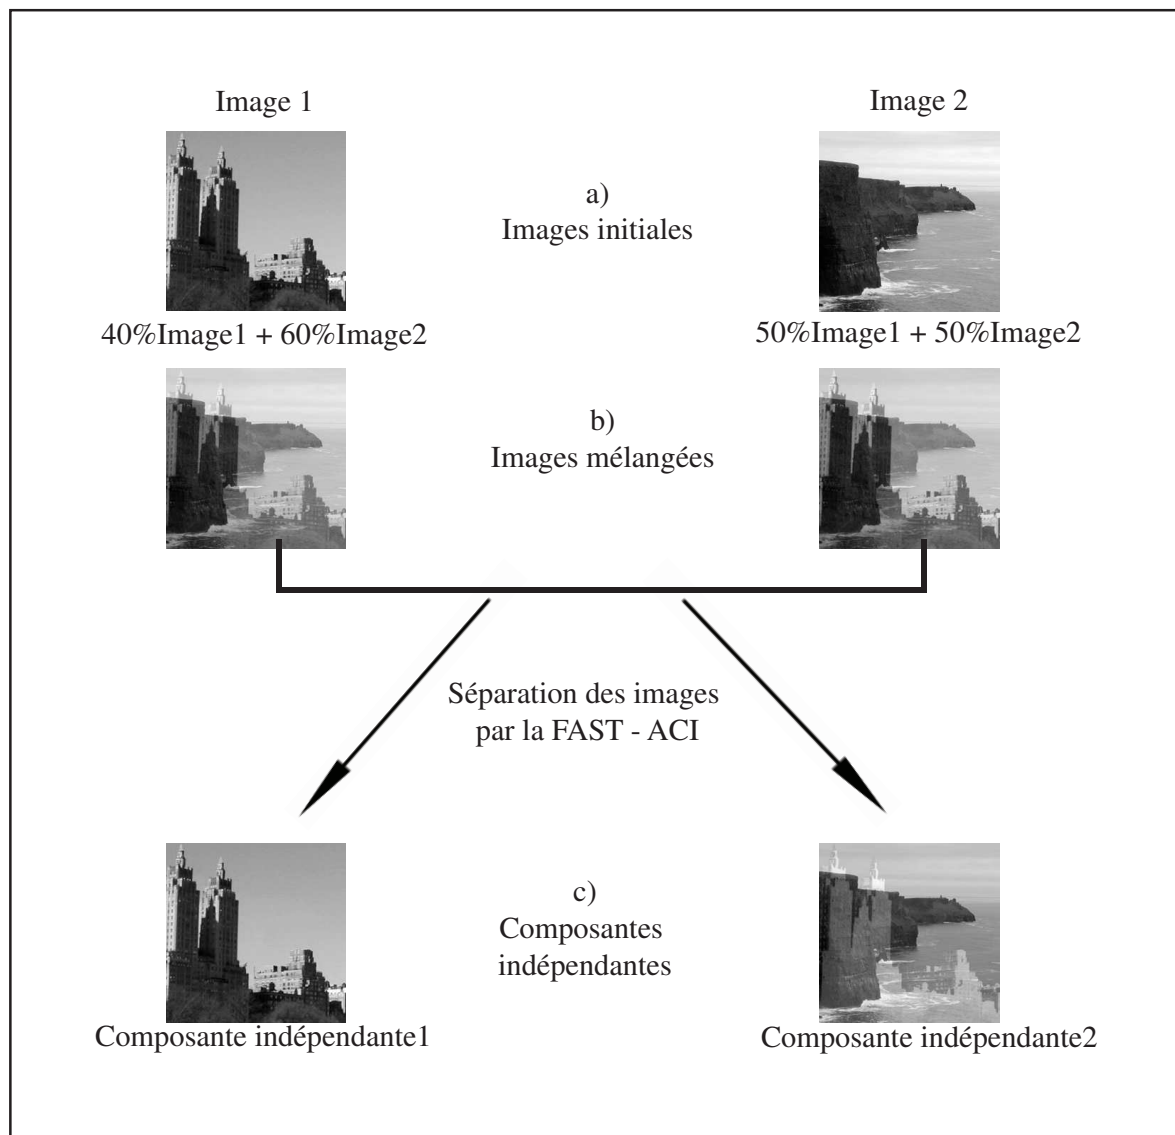 Image 1
Image 2
a)
Images initiales
40%Image1 + 60%Image2
50%Image1 + 50%Image2
b)
Images mélangées
Séparation des images
par la FAST - ACI
c)
Composantes
indépendantes
Composante indépendante1
Composante indépendante2